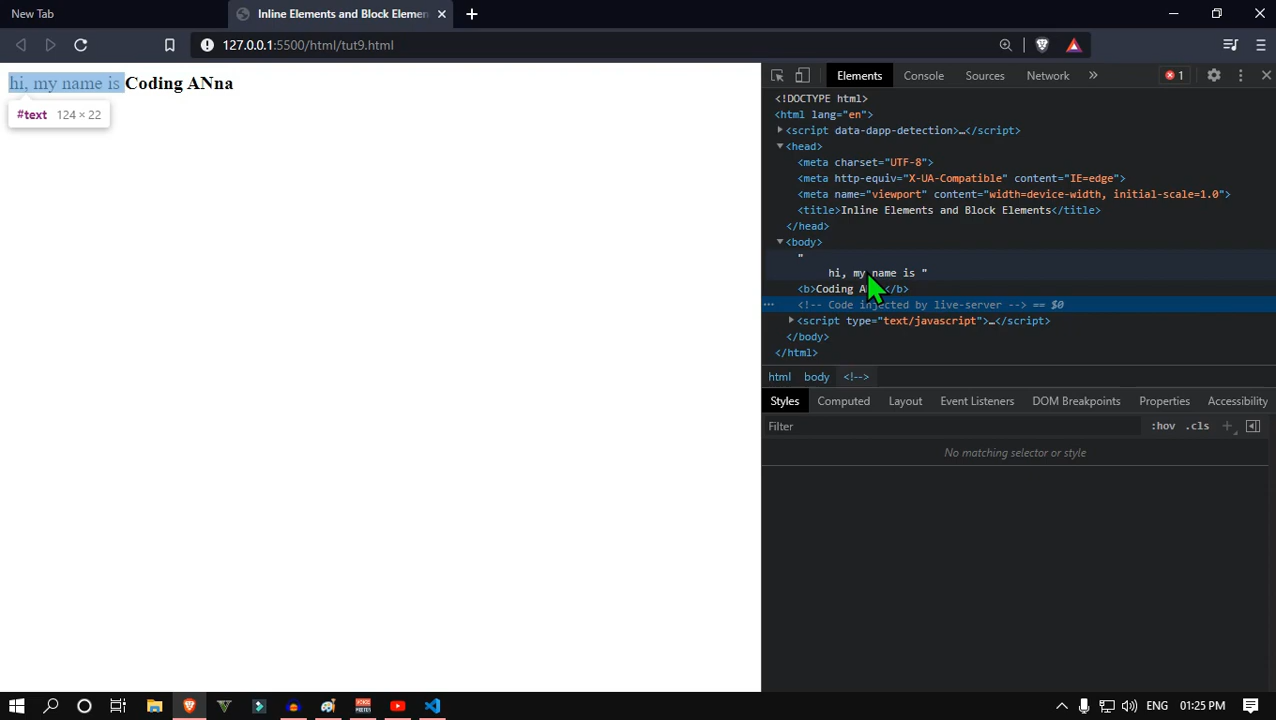 New Tab
Inline Elements and Block Elemen
127.0.0.1:5500/html/tut9.html
hi, my name is Coding ANna
#text 124 × 22
Elements Console Sources Network » 1
<!DOCTYPE html>
<html lang="en">
<script data-dapp-detection>…</script>
<head>
<meta charset="UTF-8">
<meta http-equiv="X-UA-Compatible" content="IE=edge">
<meta name="viewport" content="width=device-width, initial-scale=1.0">
<title>Inline Elements and Block Elements</title>
</head>
<body>
"
hi, my name is "
<b>Coding </b>
<!-- Code injected by live-server --> == $0
<script type="text/javascript">…</script>
</body>
</html>
html body <!-->
Styles Computed Layout Event Listeners DOM Breakpoints Properties Accessibility
Filter :hov .cls +
No matching selector or style
ENG 01:25 PM